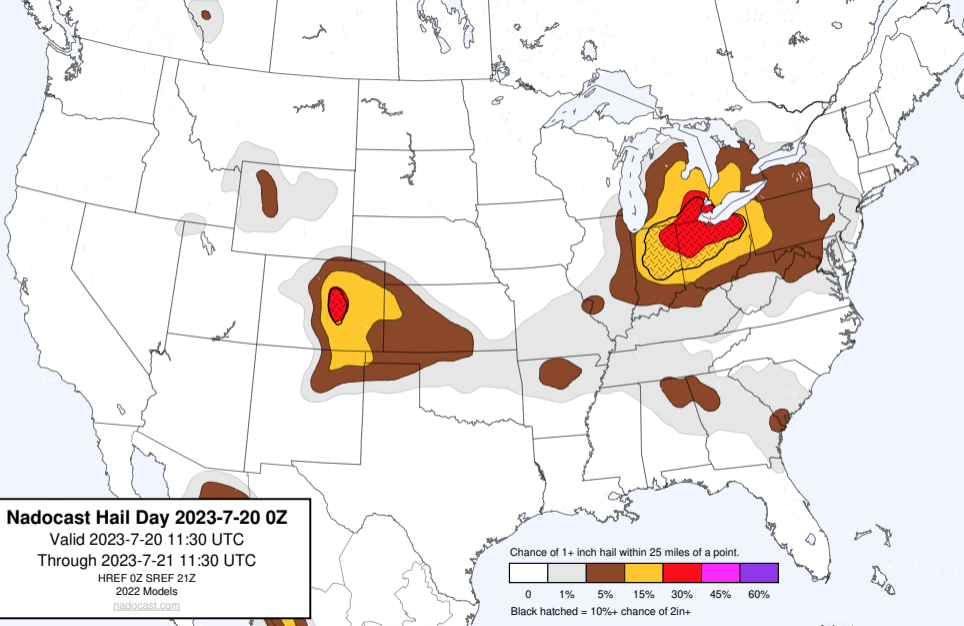 Nadocast Hail Day 2023-7-20 0Z
Valid 2023-7-20 11:30 UTC
Through 2023-7-21 11:30 UTC
HREF 0Z SREF 21Z
2022 Models
nadocast.com
Chance of 1+ inch hail within 25 miles of a point.
0 1% 5% 15% 30% 45% 60%
Black hatched = 10%+ chance of 2in+